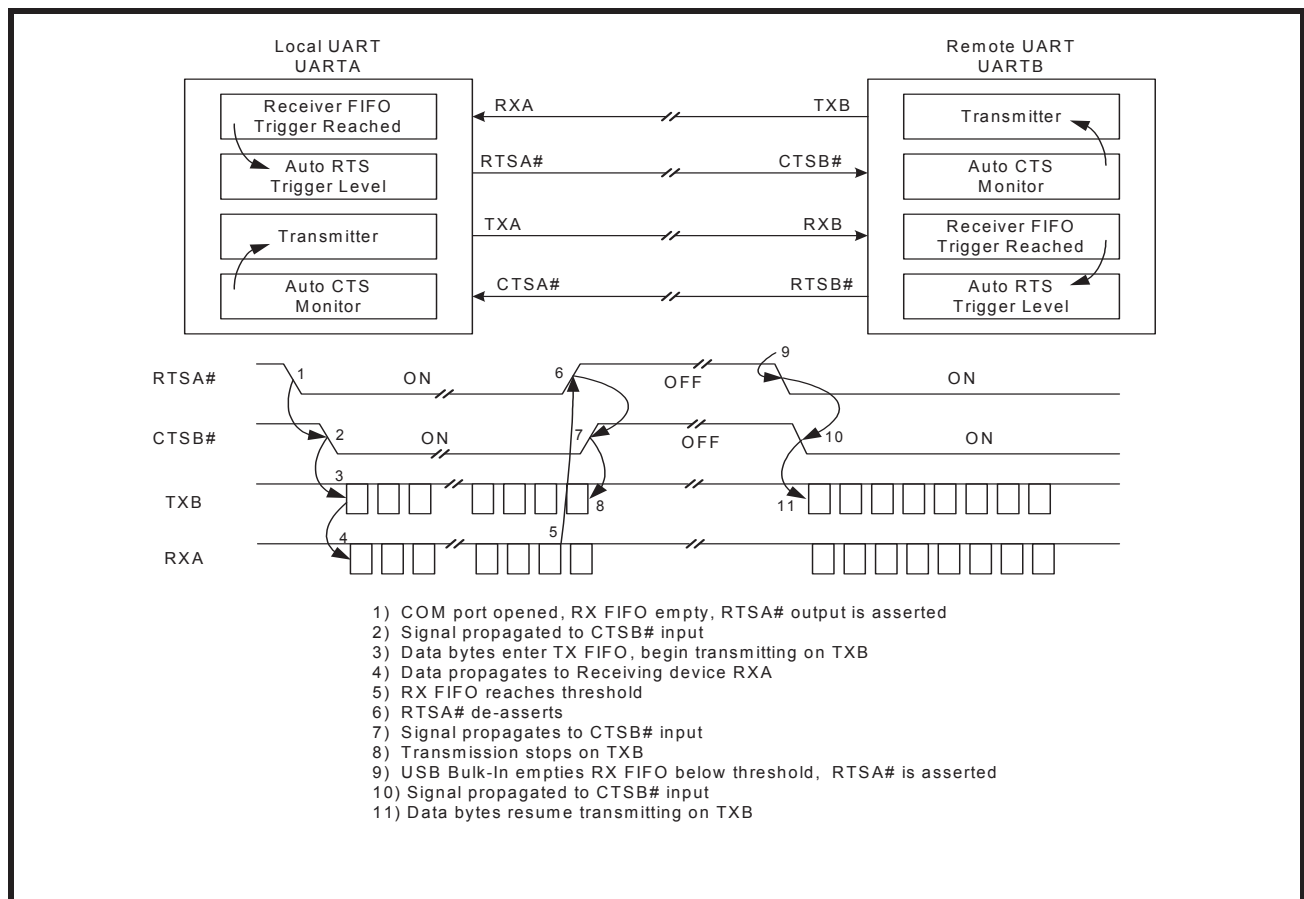 Local UART
UARTA
Remote UART
UARTB
Receiver FIFO
Trigger Reached
Auto RTS
Trigger Level
Transmitter
Auto CTS
Monitor
RXA
TXB
RTSA#
CTSB#
TXA
RXB
CTSA#
RTSB#
Transmitter
Auto CTS
Monitor
Receiver FIFO
Trigger Reached
Auto RTS
Trigger Level
RTSA#
1
ON
6
OFF
9
ON
CTSB#
2
ON
7
OFF
10
ON
TXB
3
8
11
RXA
4
5
1) COM port opened, RX FIFO empty, RTSA# output is asserted
2) Signal propagated to CTSB# input
3) Data bytes enter TX FIFO, begin transmitting on TXB
4) Data propagates to Receiving device RXA
5) RX FIFO reaches threshold
6) RTSA# de-asserts
7) Signal propagates to CTSB# input
8) Transmission stops on TXB
9) USB Bulk-In empties RX FIFO below threshold, RTSA# is asserted
10) Signal propagated to CTSB# input
11) Data bytes resume transmitting on TXB